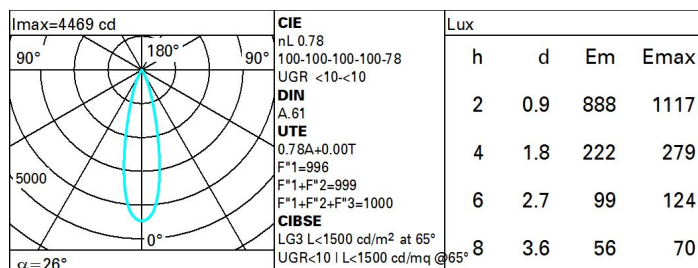 Imax=4469 cd
90°
180°
90°
5000
0°
α=26°
CIE
nL 0.78
100-100-100-100-78
UGR <10-<10
DIN
A.61
UTE
0.78A+0.00T
F"1=996
F"1+F"2=999
F"1+F"2+F"3=1000
CIBSE
LG3 L<1500 cd/m² at 65°
UGR<10 | L<1500 cd/mq @65°
Lux
h d Em Emax
2 0.9 888 1117
4 1.8 222 279
6 2.7 99 124
8 3.6 56 70